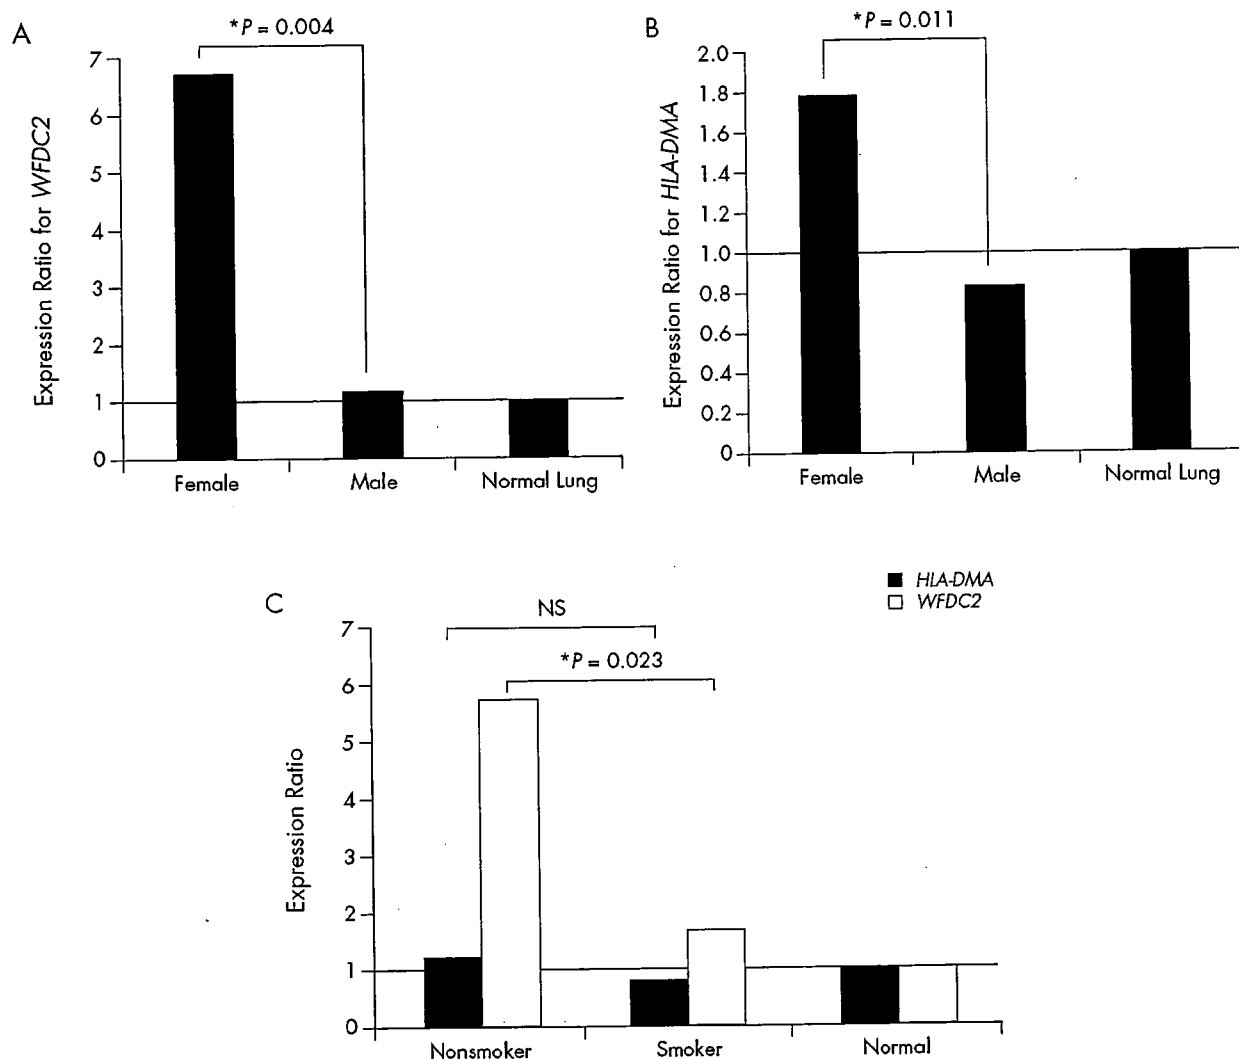 A
*P = 0.004
7
6
5
4
3
2
1
0
Expression Ratio for WFDC2
Female
Male
Normal Lung
B
*P = 0.011
2.0
1.8
1.6
1.4
1.2
1.0
0.8
0.6
0.4
0.2
0
Expression Ratio for HLA-DMA
Female
Male
Normal Lung
C
HLA-DMA
WFDC2
NS
*P = 0.023
7
6
5
4
3
2
1
0
Expression Ratio
Nonsmoker
Smoker
Normal